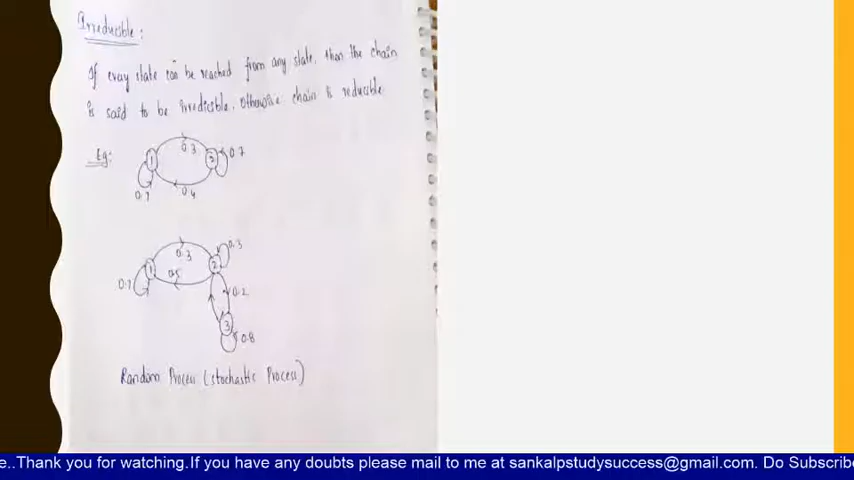 Irreducible:
If evay state can be reached from any state, then the chain
is said to be irredicible, otherwise chain is reducible
Eg:
0.3
1
2
0.7
0.7
0.4
0.3
0.3
1
0.5
2
0.7
0.2
3
0.8
Random Process (stochastic Process)
e..Thank you for watching.If you have any doubts please mail to me at sankalpstudysuccess@gmail.com. Do Subscribe